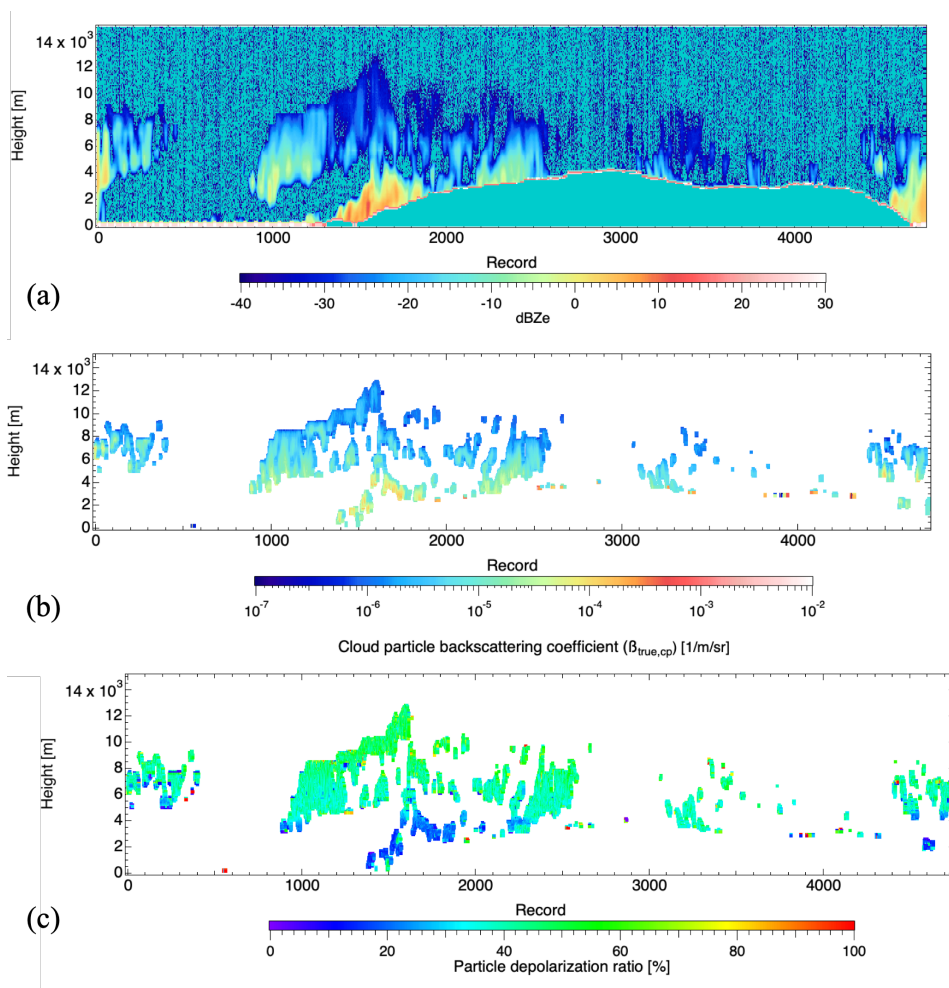 14 x 10³
12
10
8
6
4
2
0
Height [m]
0 1000 2000 3000 4000
Record
-40 -30 -20 -10 0 10 20 30
dBZe
(a)
14 x 10³
12
10
8
6
4
2
0
Height [m]
0 1000 2000 3000 4000
Record
10⁻⁷ 10⁻⁶ 10⁻⁵ 10⁻⁴ 10⁻³ 10⁻²
(b)
Cloud particle backscattering coefficient (ßtrue,cp) [1/m/sr]
14 x 10³
12
10
8
6
4
2
0
Height [m]
0 1000 2000 3000 4000
Record
(c)
0 20 40 60 80 100
Particle depolarization ratio [%]